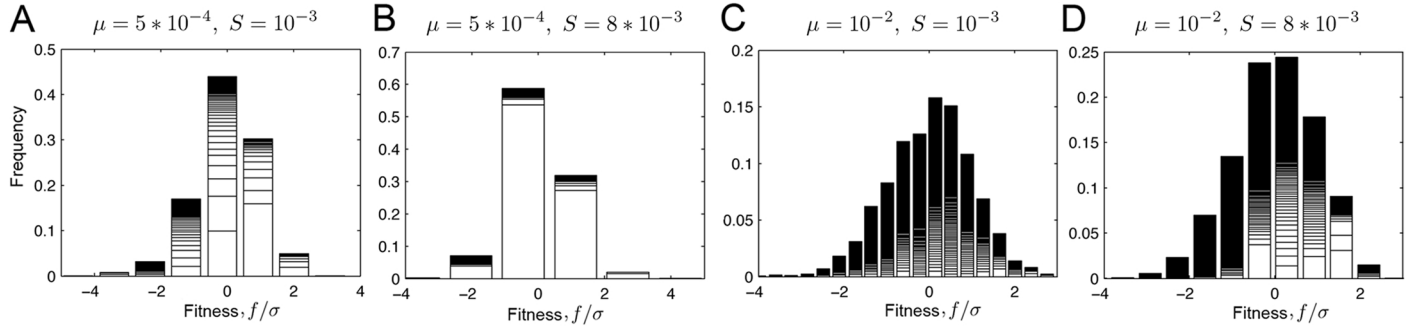 A
μ = 5 * 10⁻⁴, S = 10⁻³
0.5
0.4
0.3
0.2
0.1
0
Frequency
−4 −2 0 2 4
Fitness, f/σ
B
μ = 5 * 10⁻⁴, S = 8 * 10⁻³
0.7
0.6
0.5
0.4
0.3
0.2
0.1
0
−4 −2 0 2 4
Fitness, f/σ
C
μ = 10⁻², S = 10⁻³
0.2
0.15
0.1
0.05
0
−4 −2 0 2
Fitness, f/σ
D
μ = 10⁻², S = 8 * 10⁻³
0.25
0.20
0.15
0.10
0.05
0
−4 −2 0 2
Fitness, f/σ